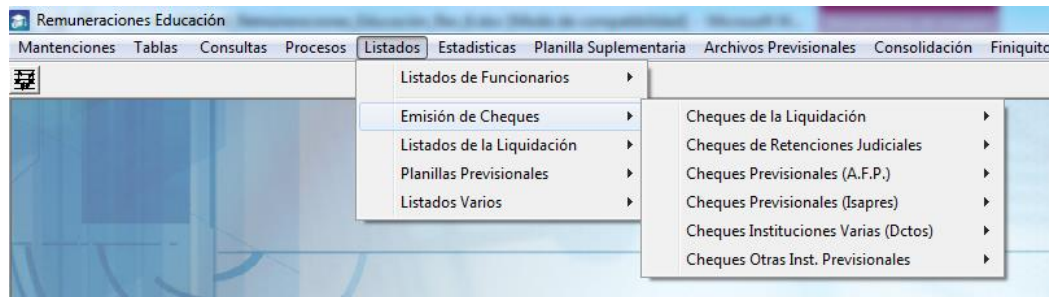 Remuneraciones Educación
Mantenciones Tablas Consultas Procesos Listados Estadisticas Planilla Suplementaria Archivos Previsionales Consolidación Finiquito
Listados de Funcionarios
Emisión de Cheques
Listados de la Liquidación
Planillas Previsionales
Listados Varios
Cheques de la Liquidación
Cheques de Retenciones Judiciales
Cheques Previsionales (A.F.P.)
Cheques Previsionales (Isapres)
Cheques Instituciones Varias (Dctos)
Cheques Otras Inst. Previsionales